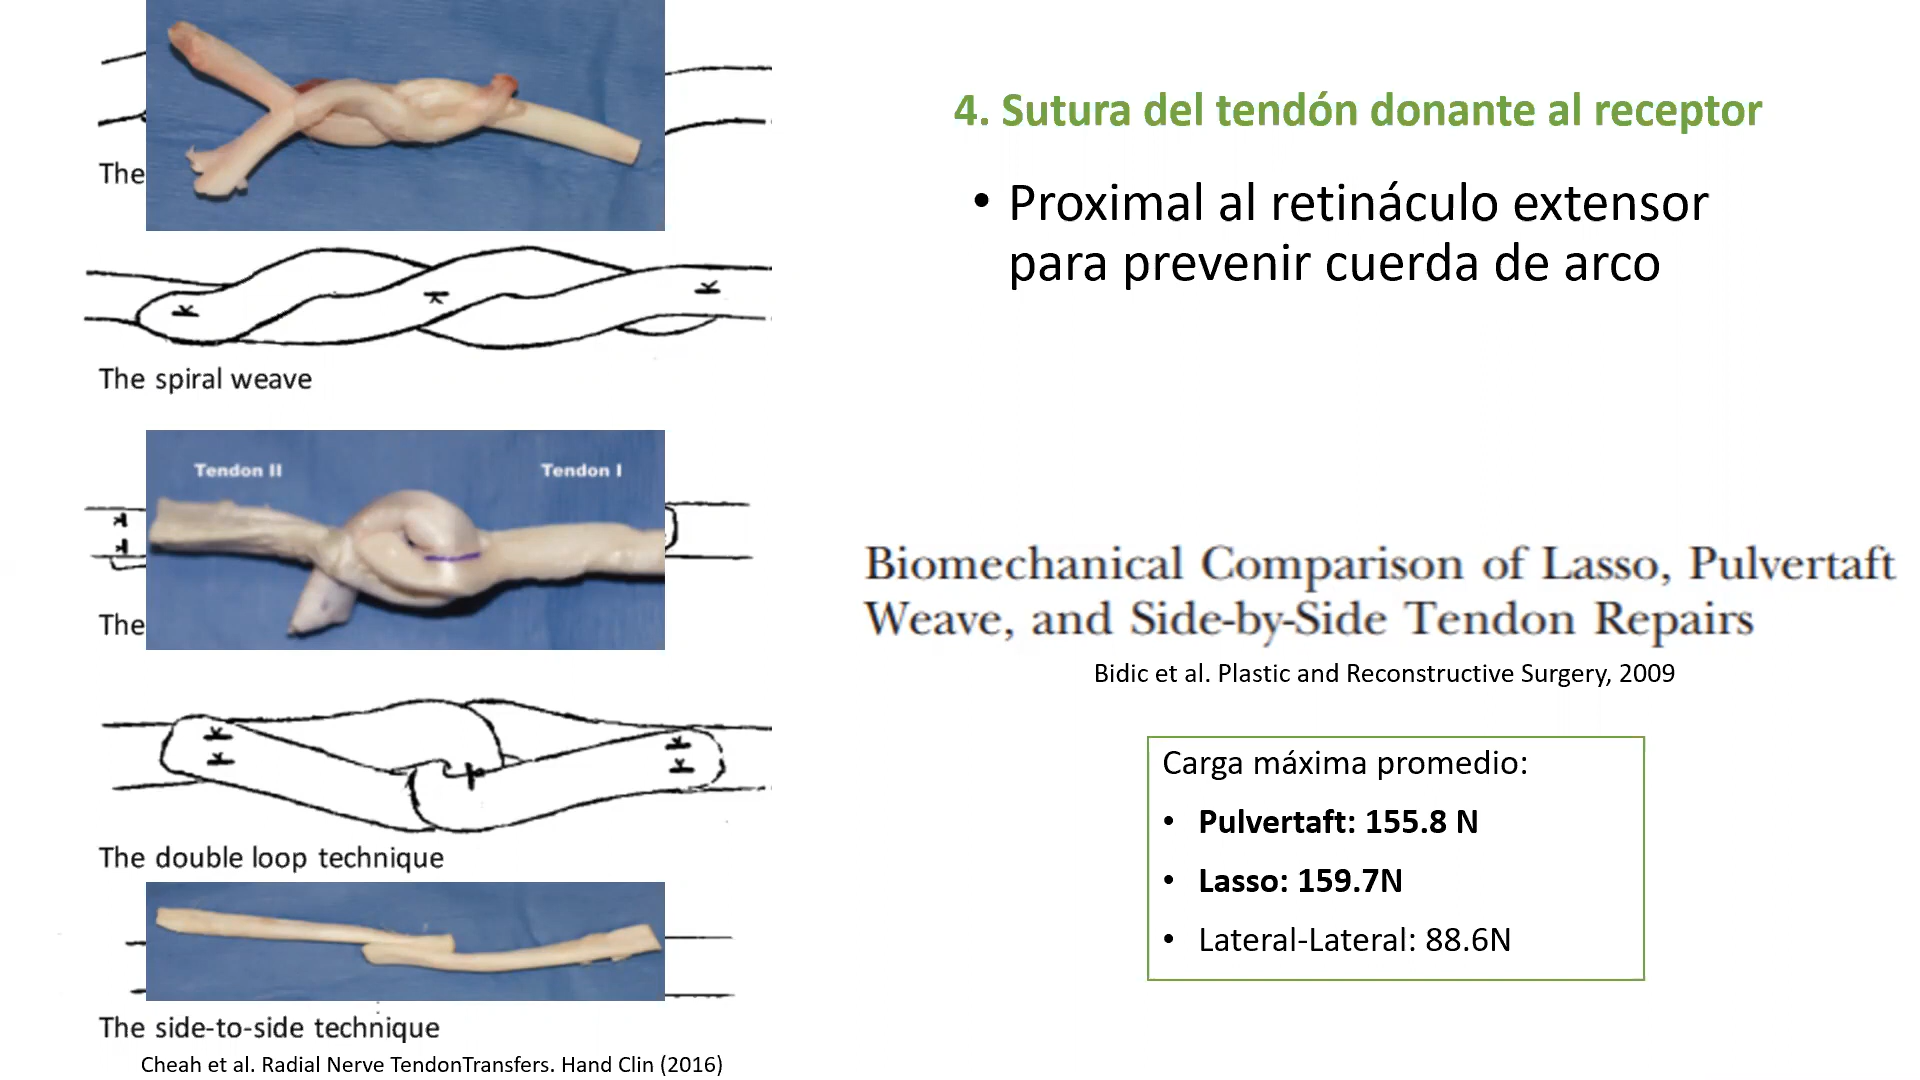 The
The spiral weave
Tendon II
Tendon I
The
The double loop technique
The side-to-side technique
Cheah et al. Radial Nerve TendonTransfers. Hand Clin (2016)
4. Sutura del tendón donante al receptor
• Proximal al retináculo extensor
para prevenir cuerda de arco
Biomechanical Comparison of Lasso, Pulvertaft
Weave, and Side-by-Side Tendon Repairs
Bidic et al. Plastic and Reconstructive Surgery, 2009
Carga máxima promedio:
• Pulvertaft: 155.8 N
• Lasso: 159.7N
• Lateral-Lateral: 88.6N